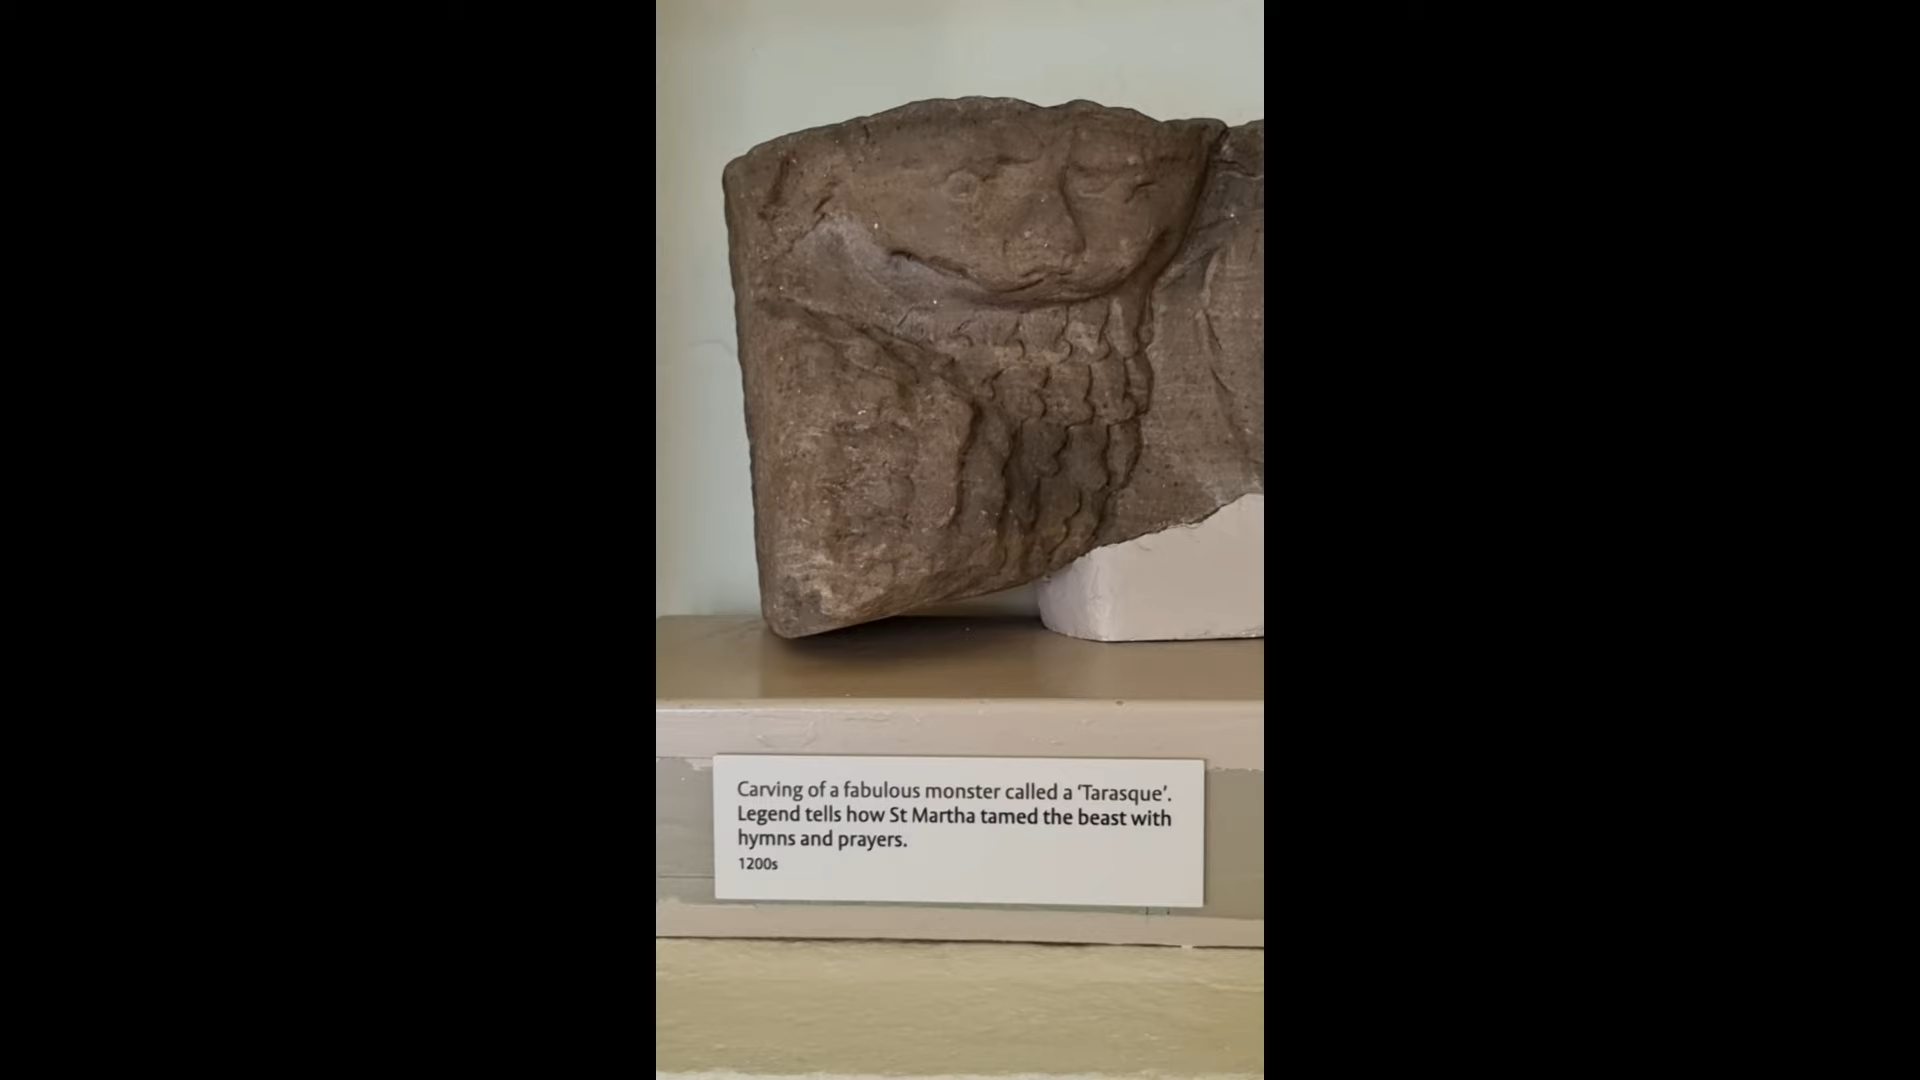 Carving of a fabulous monster called a ‘Tarasque’.
Legend tells how St Martha tamed the beast with
hymns and prayers.
1200s